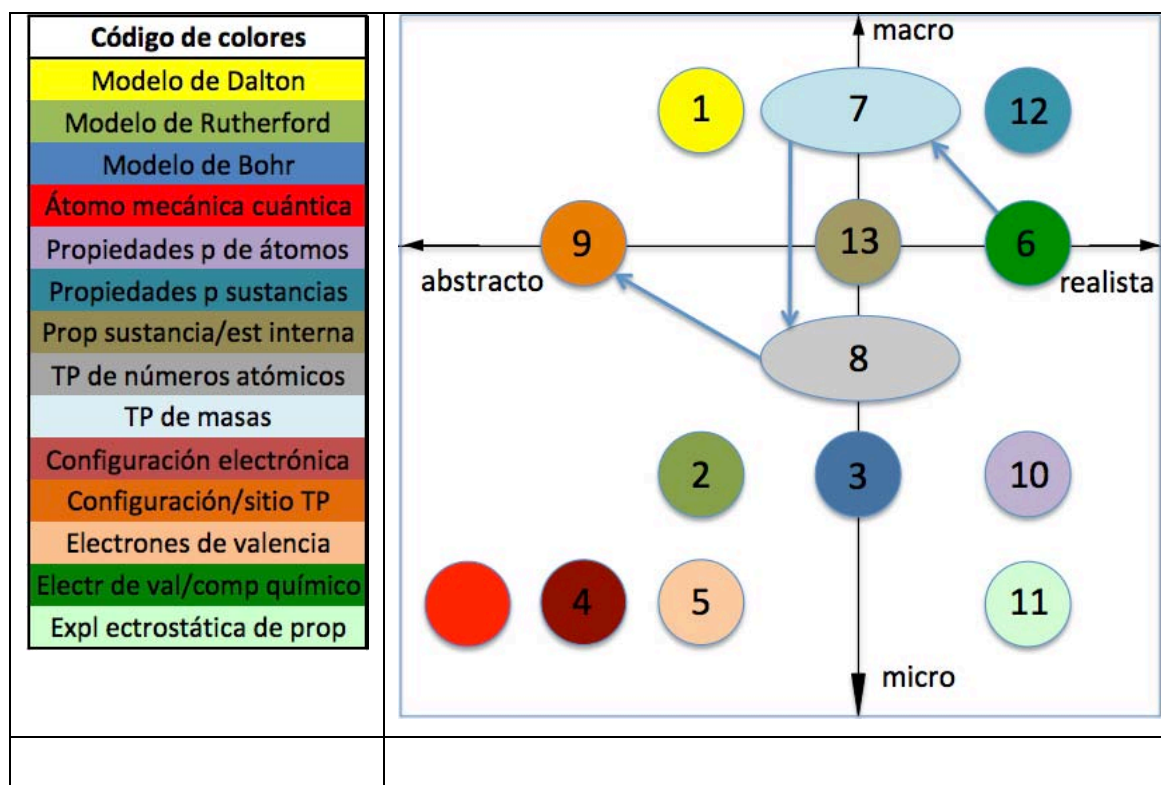 Código de colores
Modelo de Dalton
Modelo de Rutherford
Modelo de Bohr
Átomo mecánica cuántica
Propiedades p de átomos
Propiedades p sustancias
Prop sustancia/est interna
TP de números atómicos
TP de masas
Configuración electrónica
Configuración/sitio TP
Electrones de valencia
Electr de val/comp químico
Expl ectrostática de prop
macro
1
7
12
9
13
6
abstracto
realista
8
2
3
10
4
5
11
micro